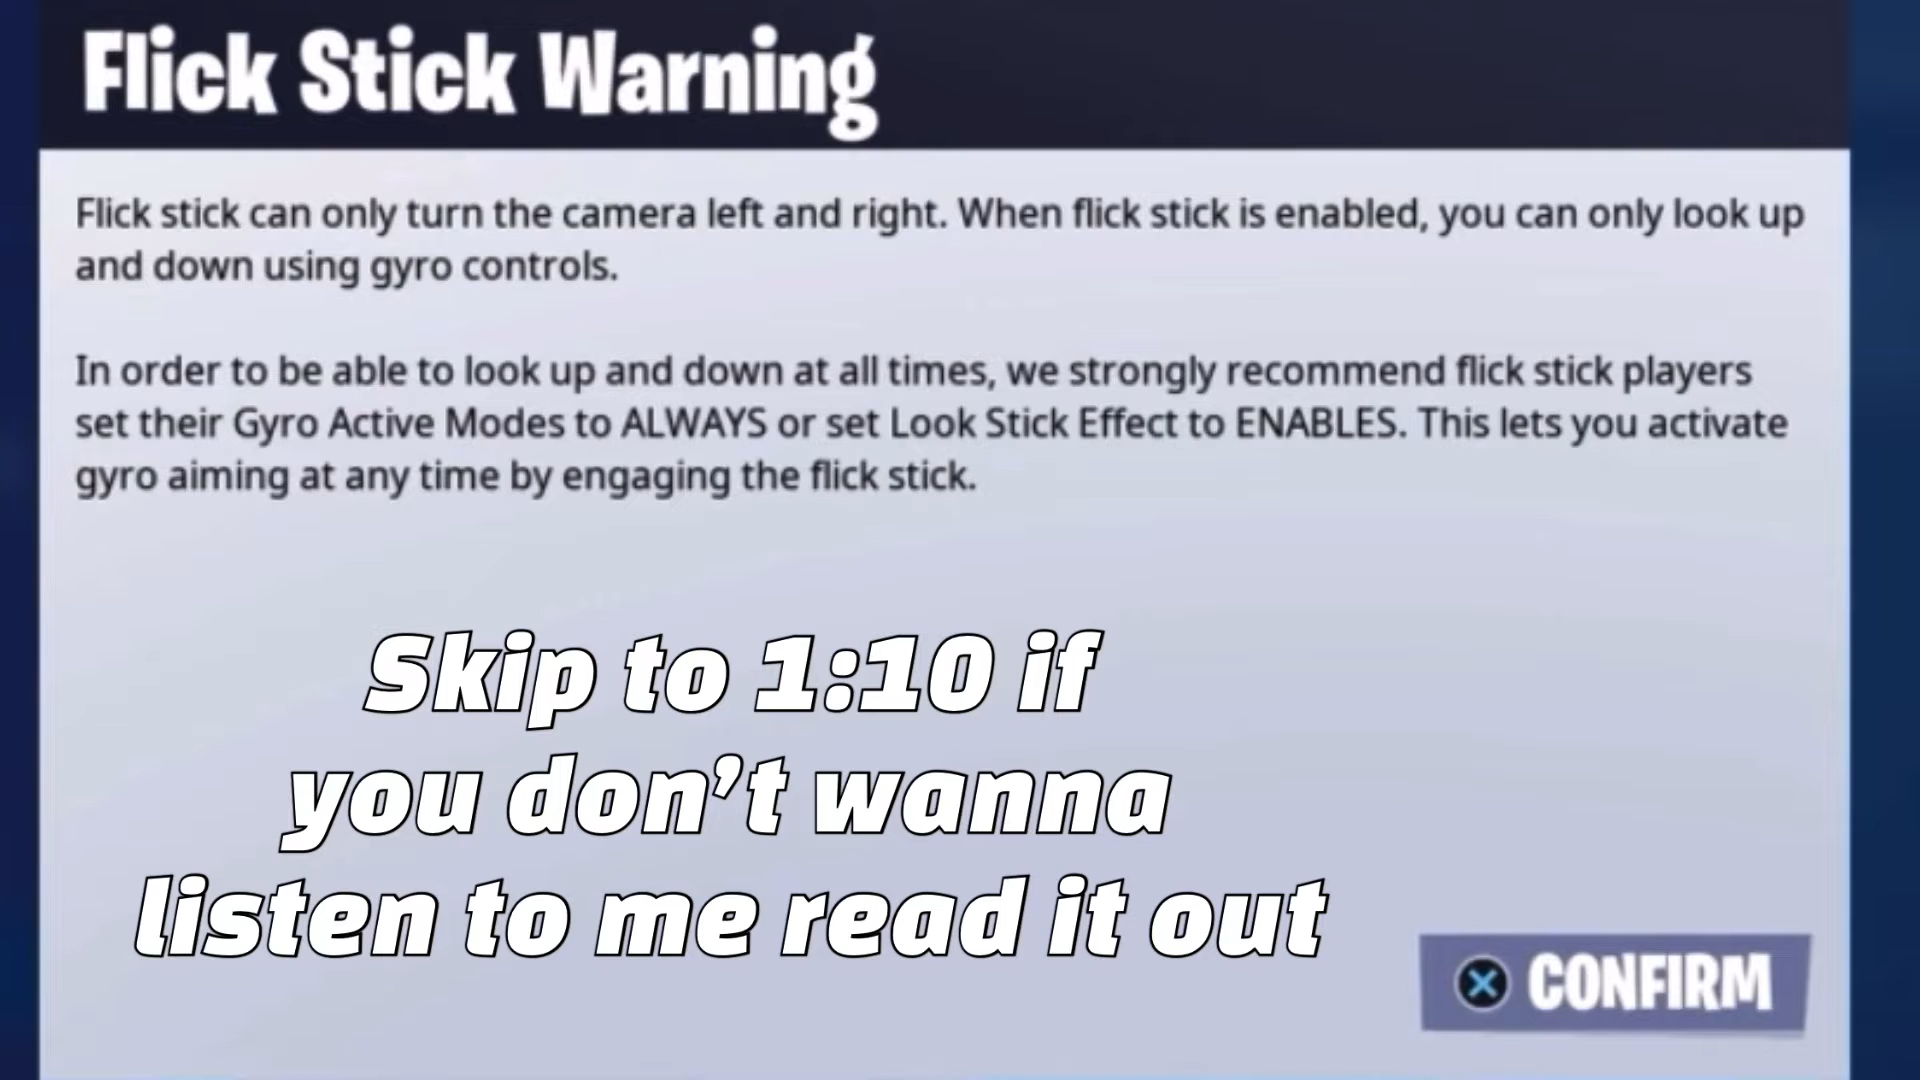 Flick Stick Warning
Flick stick can only turn the camera left and right. When flick stick is enabled, you can only look up
and down using gyro controls.
In order to be able to look up and down at all times, we strongly recommend flick stick players
set their Gyro Active Modes to ALWAYS or set Look Stick Effect to ENABLES. This lets you activate
gyro aiming at any time by engaging the flick stick.
Skip to 1:10 if
you don’t wanna
listen to me read it out
CONFIRM